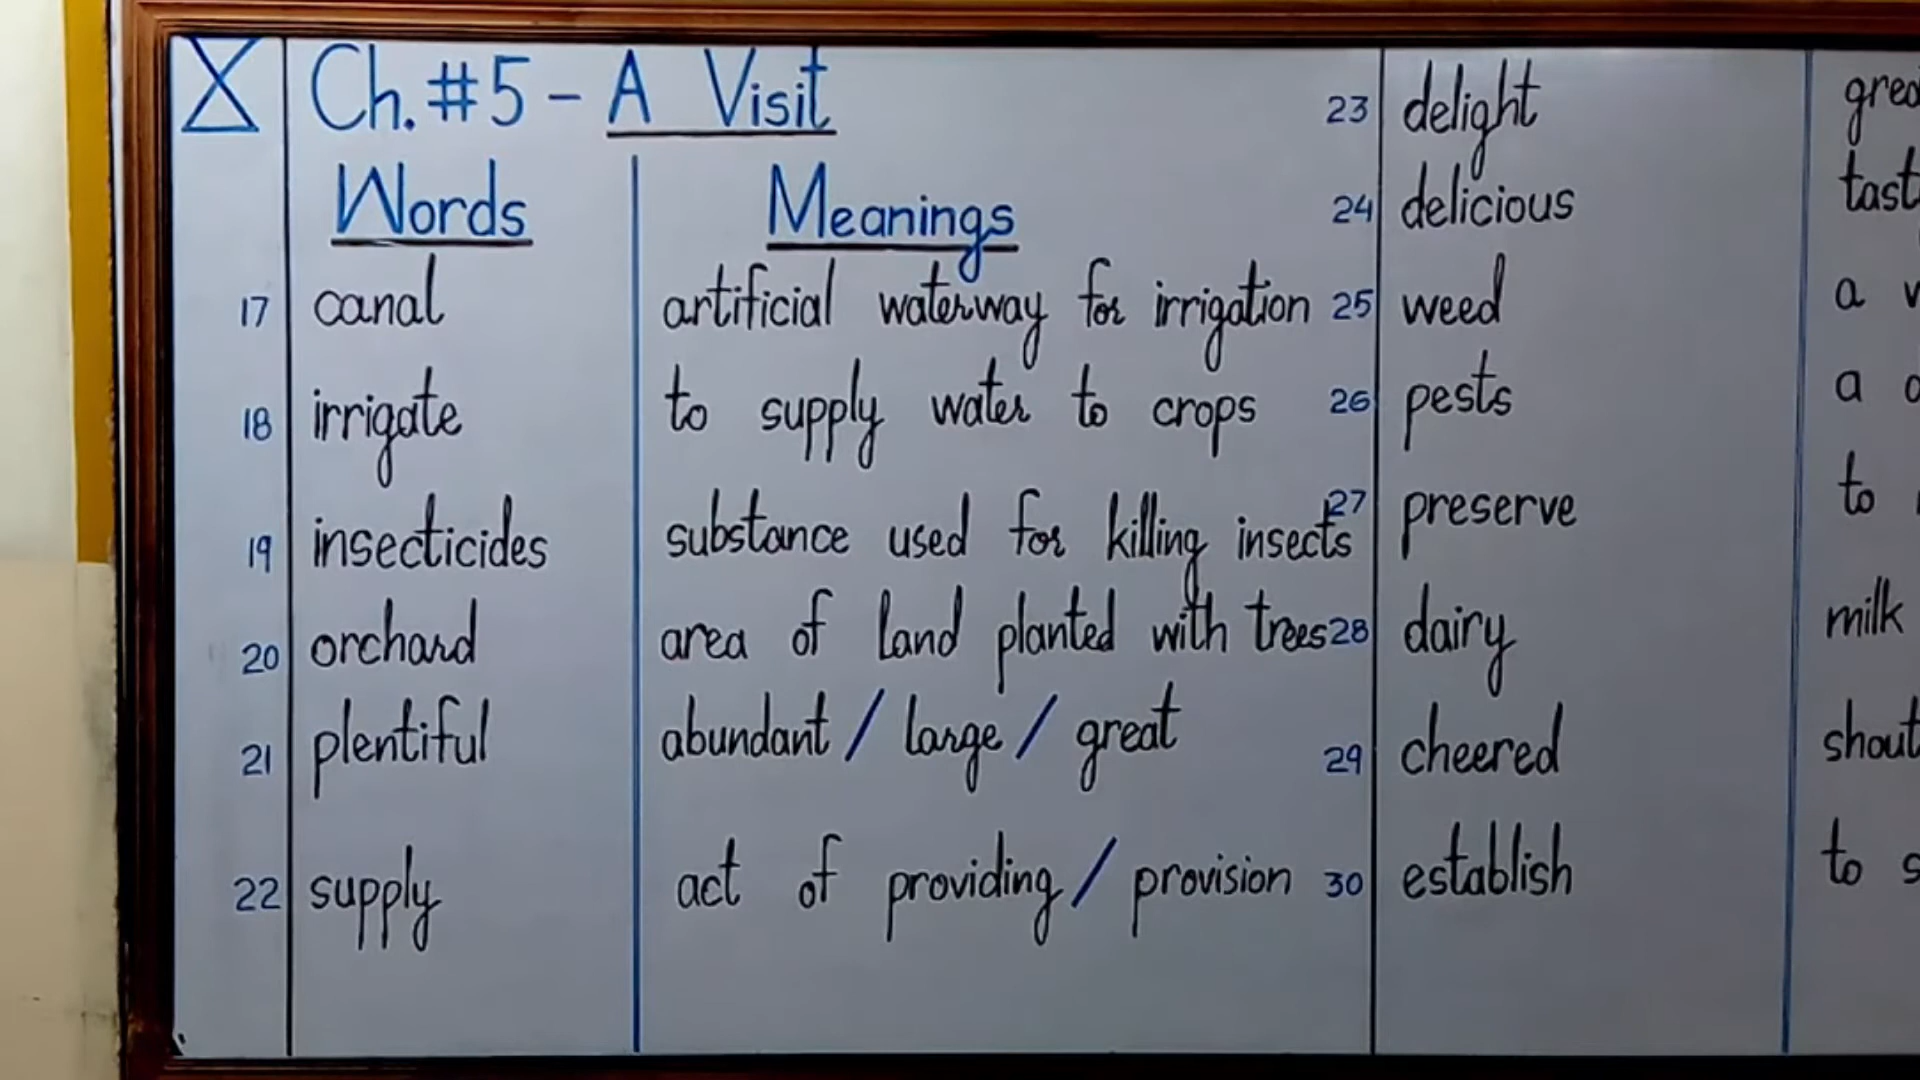 X Ch. #5 - A Visit
Words Meanings
17 canal artificial waterway for irrigation
18 irrigate to supply water to crops
19 insecticides substance used for killing insects
20 orchard area of land planted with trees
21 plentiful abundant / large / great
22 supply act of providing / provision
23 delight
24 delicious
25 weed a
26 pests a
27 preserve to
28 dairy milk
29 cheered
30 establish to